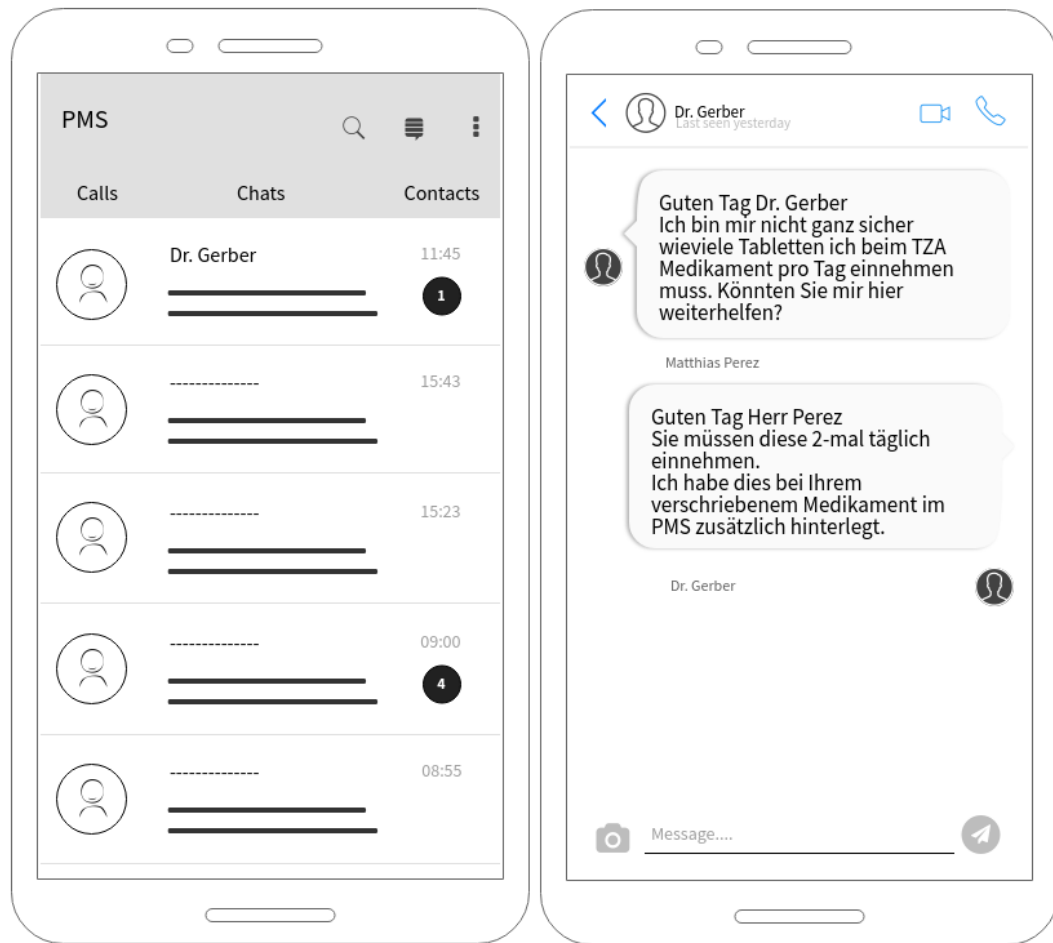 PMS
Calls Chats Contacts
Dr. Gerber 11:45
1
-------------- 15:43
-------------- 15:23
-------------- 09:00
4
-------------- 08:55
Dr. Gerber
Last seen yesterday
Guten Tag Dr. Gerber
Ich bin mir nicht ganz sicher
wieviele Tabletten ich beim TZA
Medikament pro Tag einnehmen
muss. Könnten Sie mir hier
weiterhelfen?
Matthias Perez
Guten Tag Herr Perez
Sie müssen diese 2-mal täglich
einnehmen.
Ich habe dies bei Ihrem
verschriebenem Medikament im
PMS zusätzlich hinterlegt.
Dr. Gerber
Message....